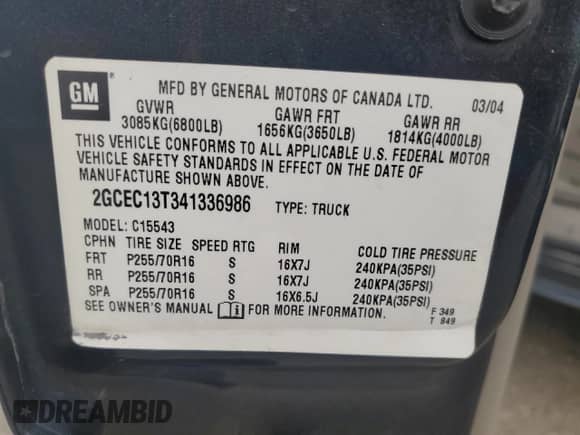 GM ®
MFD BY GENERAL MOTORS OF CANADA LTD. 03/04
GVWR GAWR FRT GAWR RR
3085KG(6800LB) 1656KG(3650LB) 1814KG(4000LB)
THIS VEHICLE CONFORMS TO ALL APPLICABLE U.S. FEDERAL MOTOR
VEHICLE SAFETY STANDARDS IN EFFECT ON THE DATE OF
MANUFACTURE SHOWN ABOVE.
2GCEC13T341336986 TYPE: TRUCK
MODEL: C15543
CPHN TIRE SIZE SPEED RTG RIM COLD TIRE PRESSURE
FRT P255/70R16 S 16X7J 240KPA(35PSI)
RR P255/70R16 S 16X7J 240KPA(35PSI)
SPA P255/70R16 S 16X6.5J 240KPA(35PSI)
SEE OWNER'S MANUAL i FOR MORE INFORMATION.
F 349
T 849
DREAMBID